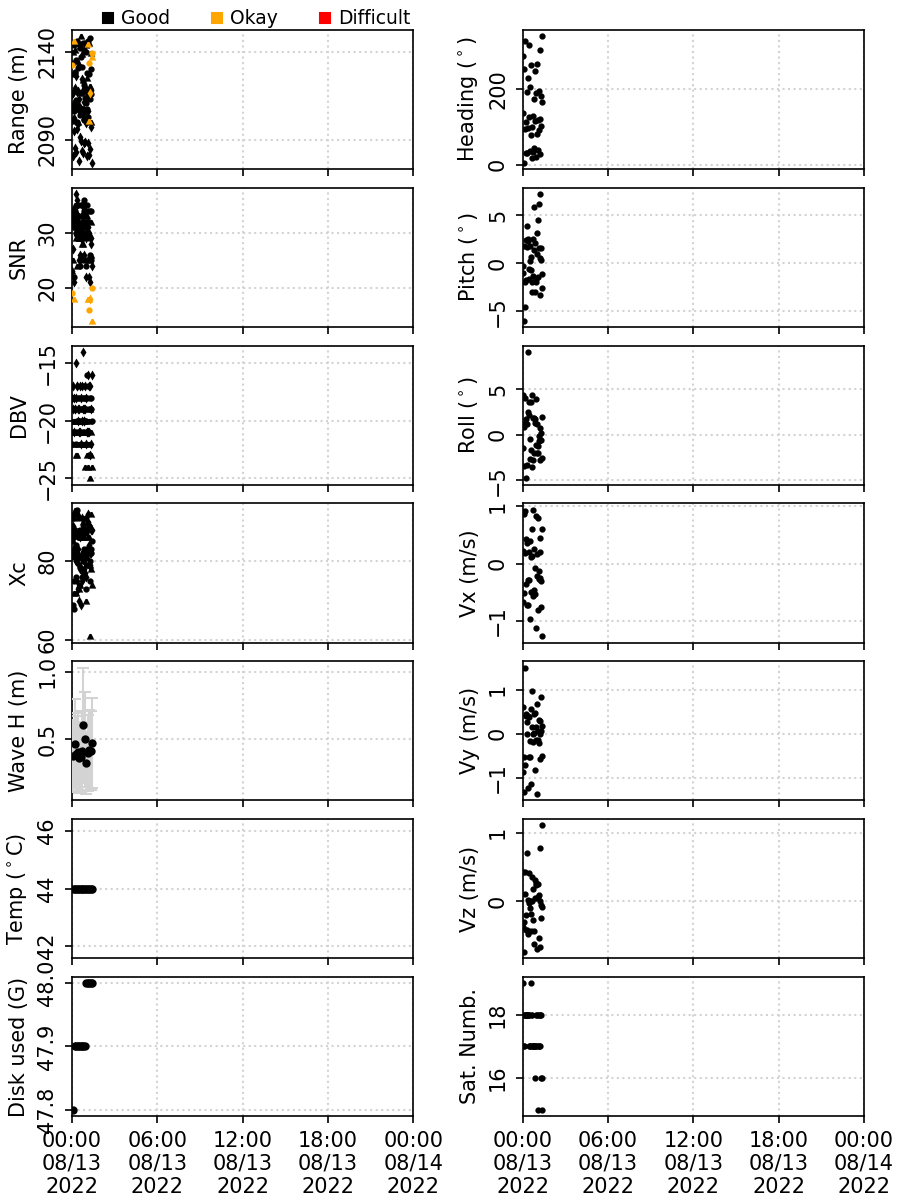 Good Okay Difficult
Range (m)
2140
2090
Heading (°)
200
0
SNR
30
20
Pitch (°)
5
0
−5
DBV
−15
−20
−25
Roll (°)
5
0
−5
Xc
80
60
Vx (m/s)
1
0
−1
Wave H (m)
1.0
0.5
Vy (m/s)
1
0
−1
Temp (°C)
46
44
42
Vz (m/s)
1
0
Disk used (G)
48.0
47.9
47.8
Sat. Numb.
18
16
00:00 06:00 12:00 18:00 00:00
08/13 08/13 08/13 08/13 08/14
2022 2022 2022 2022 2022
00:00 06:00 12:00 18:00 00:00
08/13 08/13 08/13 08/13 08/14
2022 2022 2022 2022 2022